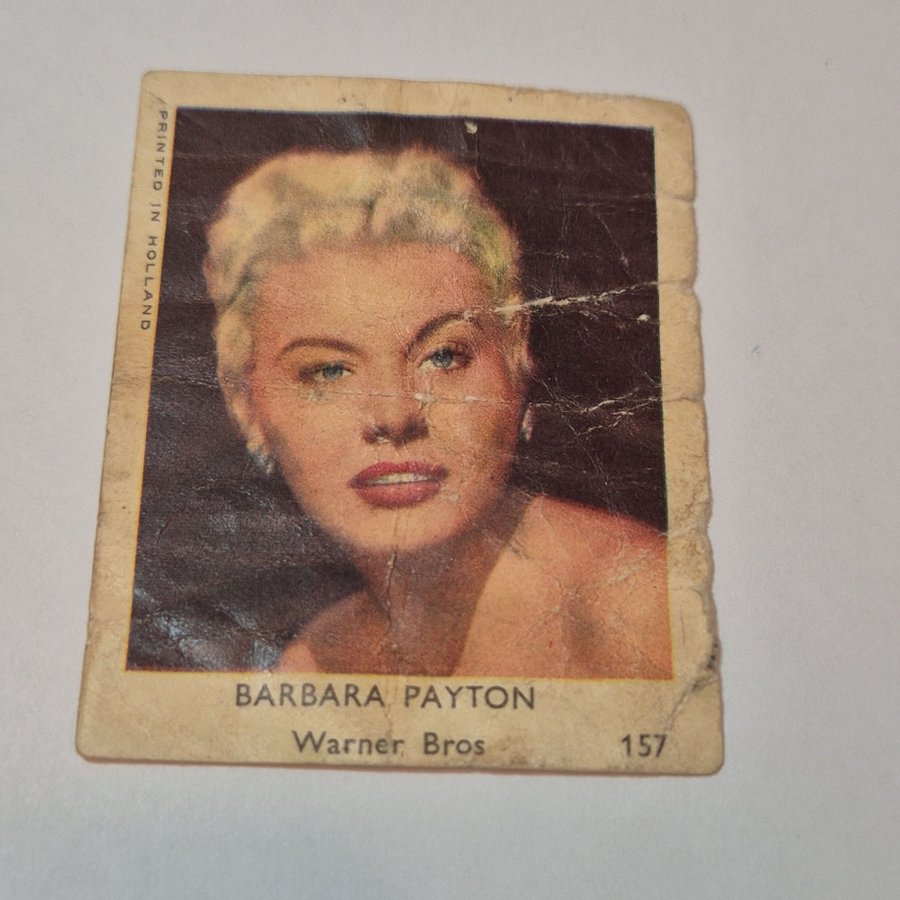 PRINTED IN HOLLAND
BARBARA PAYTON
Warner Bros
157